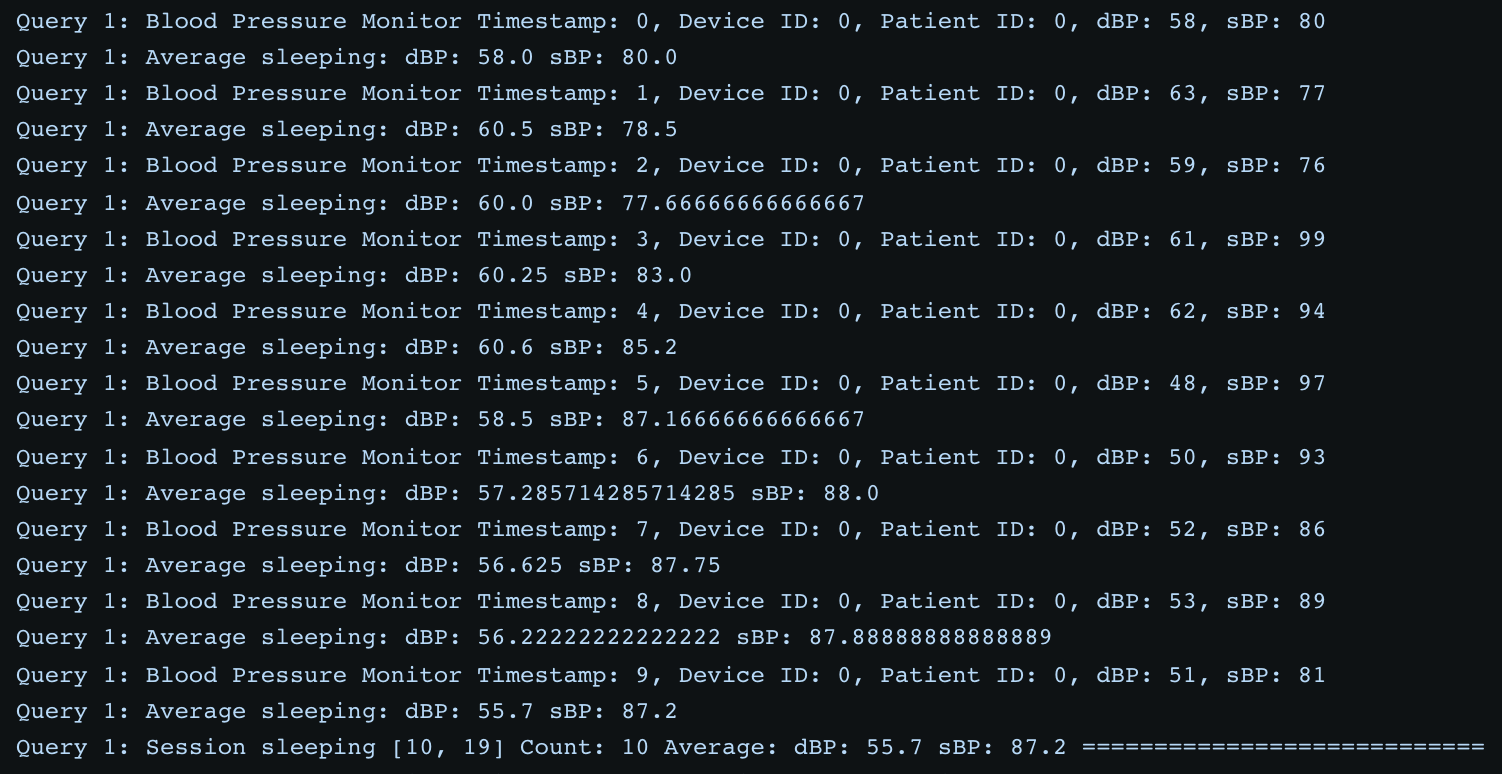 Query 1: Blood Pressure Monitor Timestamp: 0, Device ID: 0, Patient ID: 0, dBP: 58, sBP: 80
Query 1: Average sleeping: dBP: 58.0 sBP: 80.0
Query 1: Blood Pressure Monitor Timestamp: 1, Device ID: 0, Patient ID: 0, dBP: 63, sBP: 77
Query 1: Average sleeping: dBP: 60.5 sBP: 78.5
Query 1: Blood Pressure Monitor Timestamp: 2, Device ID: 0, Patient ID: 0, dBP: 59, sBP: 76
Query 1: Average sleeping: dBP: 60.0 sBP: 77.66666666666667
Query 1: Blood Pressure Monitor Timestamp: 3, Device ID: 0, Patient ID: 0, dBP: 61, sBP: 99
Query 1: Average sleeping: dBP: 60.25 sBP: 83.0
Query 1: Blood Pressure Monitor Timestamp: 4, Device ID: 0, Patient ID: 0, dBP: 62, sBP: 94
Query 1: Average sleeping: dBP: 60.6 sBP: 85.2
Query 1: Blood Pressure Monitor Timestamp: 5, Device ID: 0, Patient ID: 0, dBP: 48, sBP: 97
Query 1: Average sleeping: dBP: 58.5 sBP: 87.16666666666667
Query 1: Blood Pressure Monitor Timestamp: 6, Device ID: 0, Patient ID: 0, dBP: 50, sBP: 93
Query 1: Average sleeping: dBP: 57.285714285714285 sBP: 88.0
Query 1: Blood Pressure Monitor Timestamp: 7, Device ID: 0, Patient ID: 0, dBP: 52, sBP: 86
Query 1: Average sleeping: dBP: 56.625 sBP: 87.75
Query 1: Blood Pressure Monitor Timestamp: 8, Device ID: 0, Patient ID: 0, dBP: 53, sBP: 89
Query 1: Average sleeping: dBP: 56.22222222222222 sBP: 87.88888888888889
Query 1: Blood Pressure Monitor Timestamp: 9, Device ID: 0, Patient ID: 0, dBP: 51, sBP: 81
Query 1: Average sleeping: dBP: 55.7 sBP: 87.2
Query 1: Session sleeping [10, 19] Count: 10 Average: dBP: 55.7 sBP: 87.2 ============================